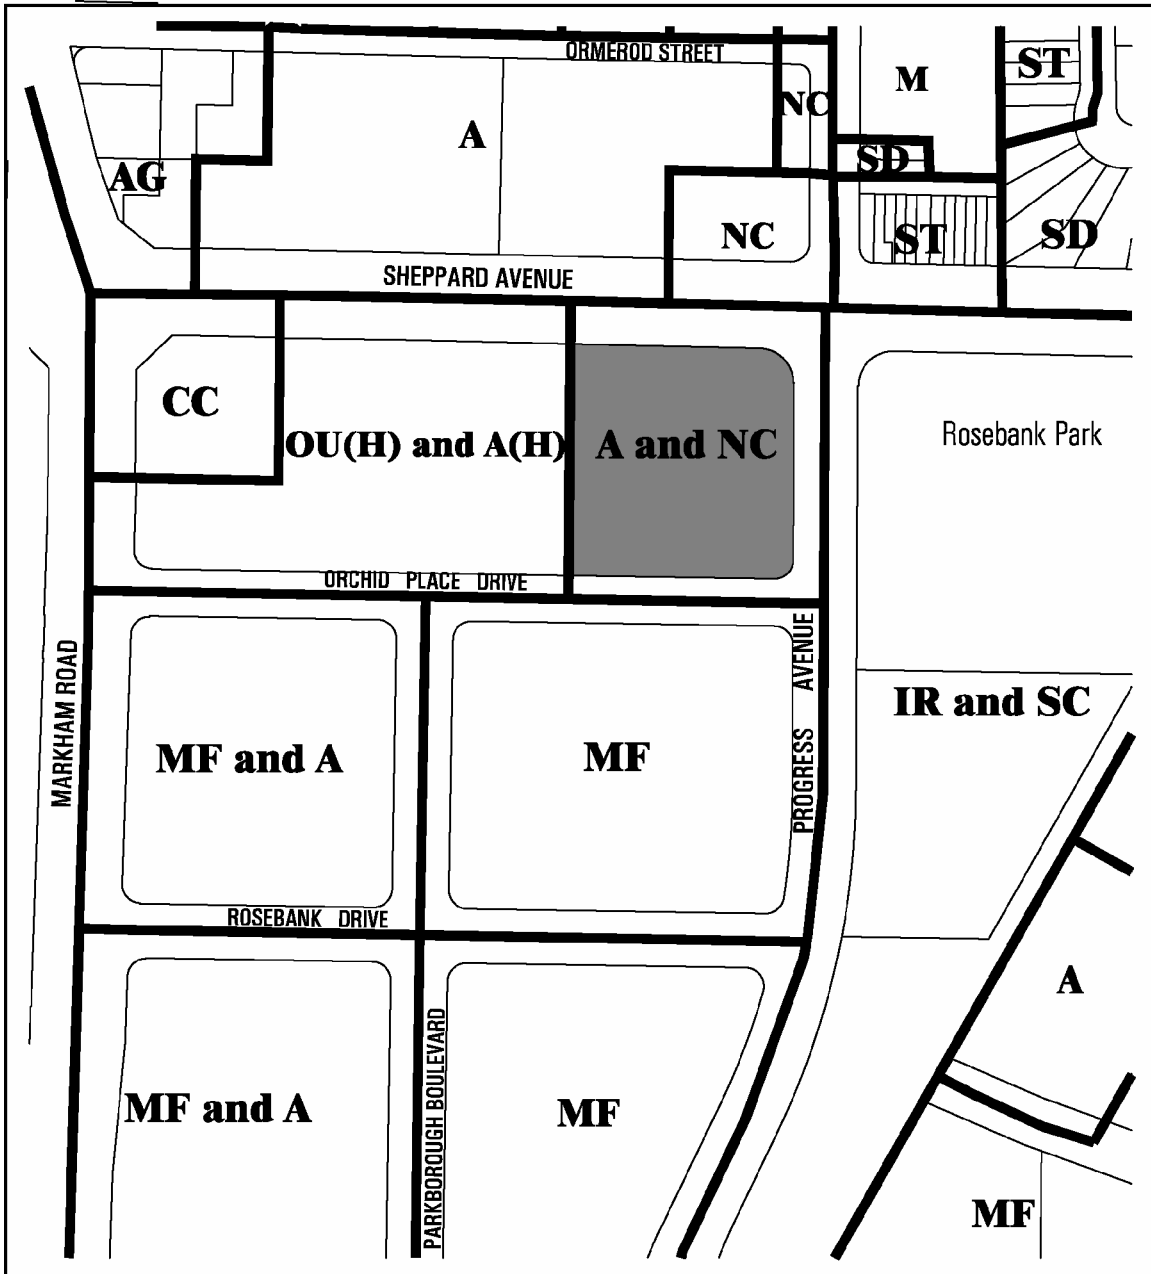 ORMEROD STREET
ST
M
NC
A
SD
AG
NC
ST
SD
SHEPPARD AVENUE
CC
OU(H) and A(H)
A and NC
Rosebank Park
ORCHID PLACE DRIVE
MARKHAM ROAD
PROGRESS AVENUE
IR and SC
MF and A
MF
ROSEBANK DRIVE
A
PARKBOROUGH BOULEVARD
MF and A
MF
MF